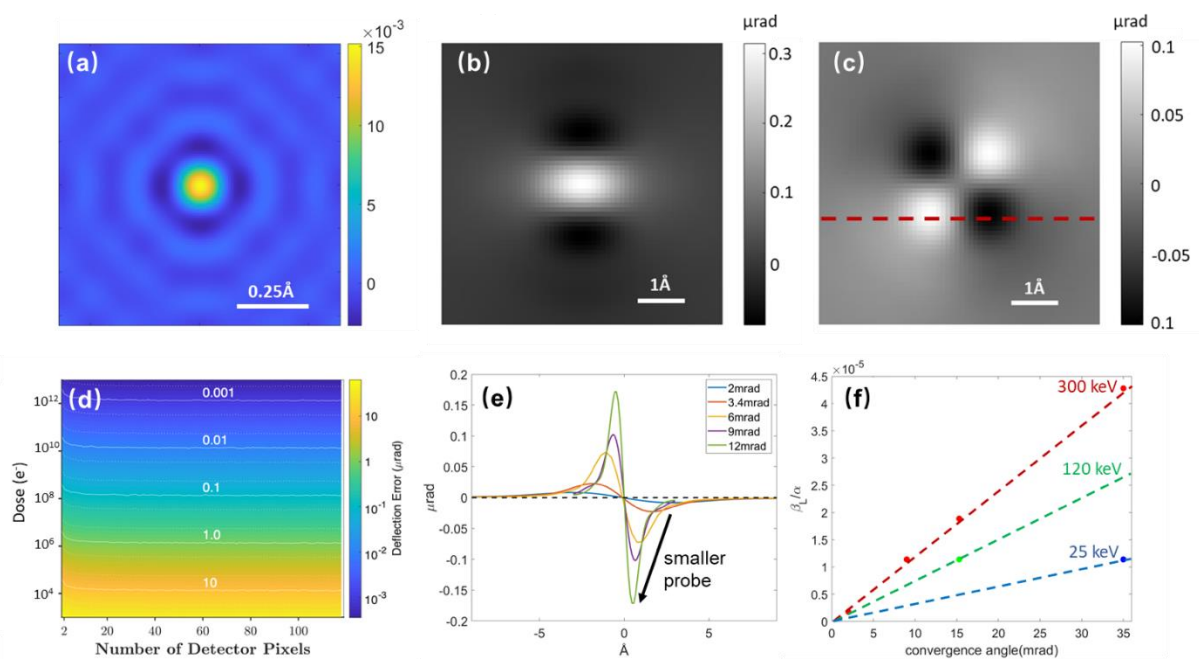 (a)
×10⁻³
15
10
5
0
0.25Å
(b)
µrad
0.3
0.2
0.1
0
1Å
(c)
µrad
0.1
0.05
0
-0.05
0.1
1Å
(d)
Dose (e⁻)
10¹²
10¹⁰
10⁸
10⁶
10⁴
0.001
0.01
0.1
1.0
10
2 20 40 60 80 100
Number of Detector Pixels
10
1
10⁻¹
10⁻²
10⁻³
Deflection Error (µrad)
(e)
µrad
0.2
0.15
0.1
0.05
0
-0.05
-0.1
-0.15
-0.2
-5 0 5
Å
2mrad
3.4mrad
6mrad
9mrad
12mrad
smaller
probe
(f)
×10⁻⁵
β_L/α
4.5
4
3.5
3
2.5
2
1.5
1
0.5
0
0 5 10 15 20 25 30 35
convergence angle(mrad)
300 keV
120 keV
25 keV